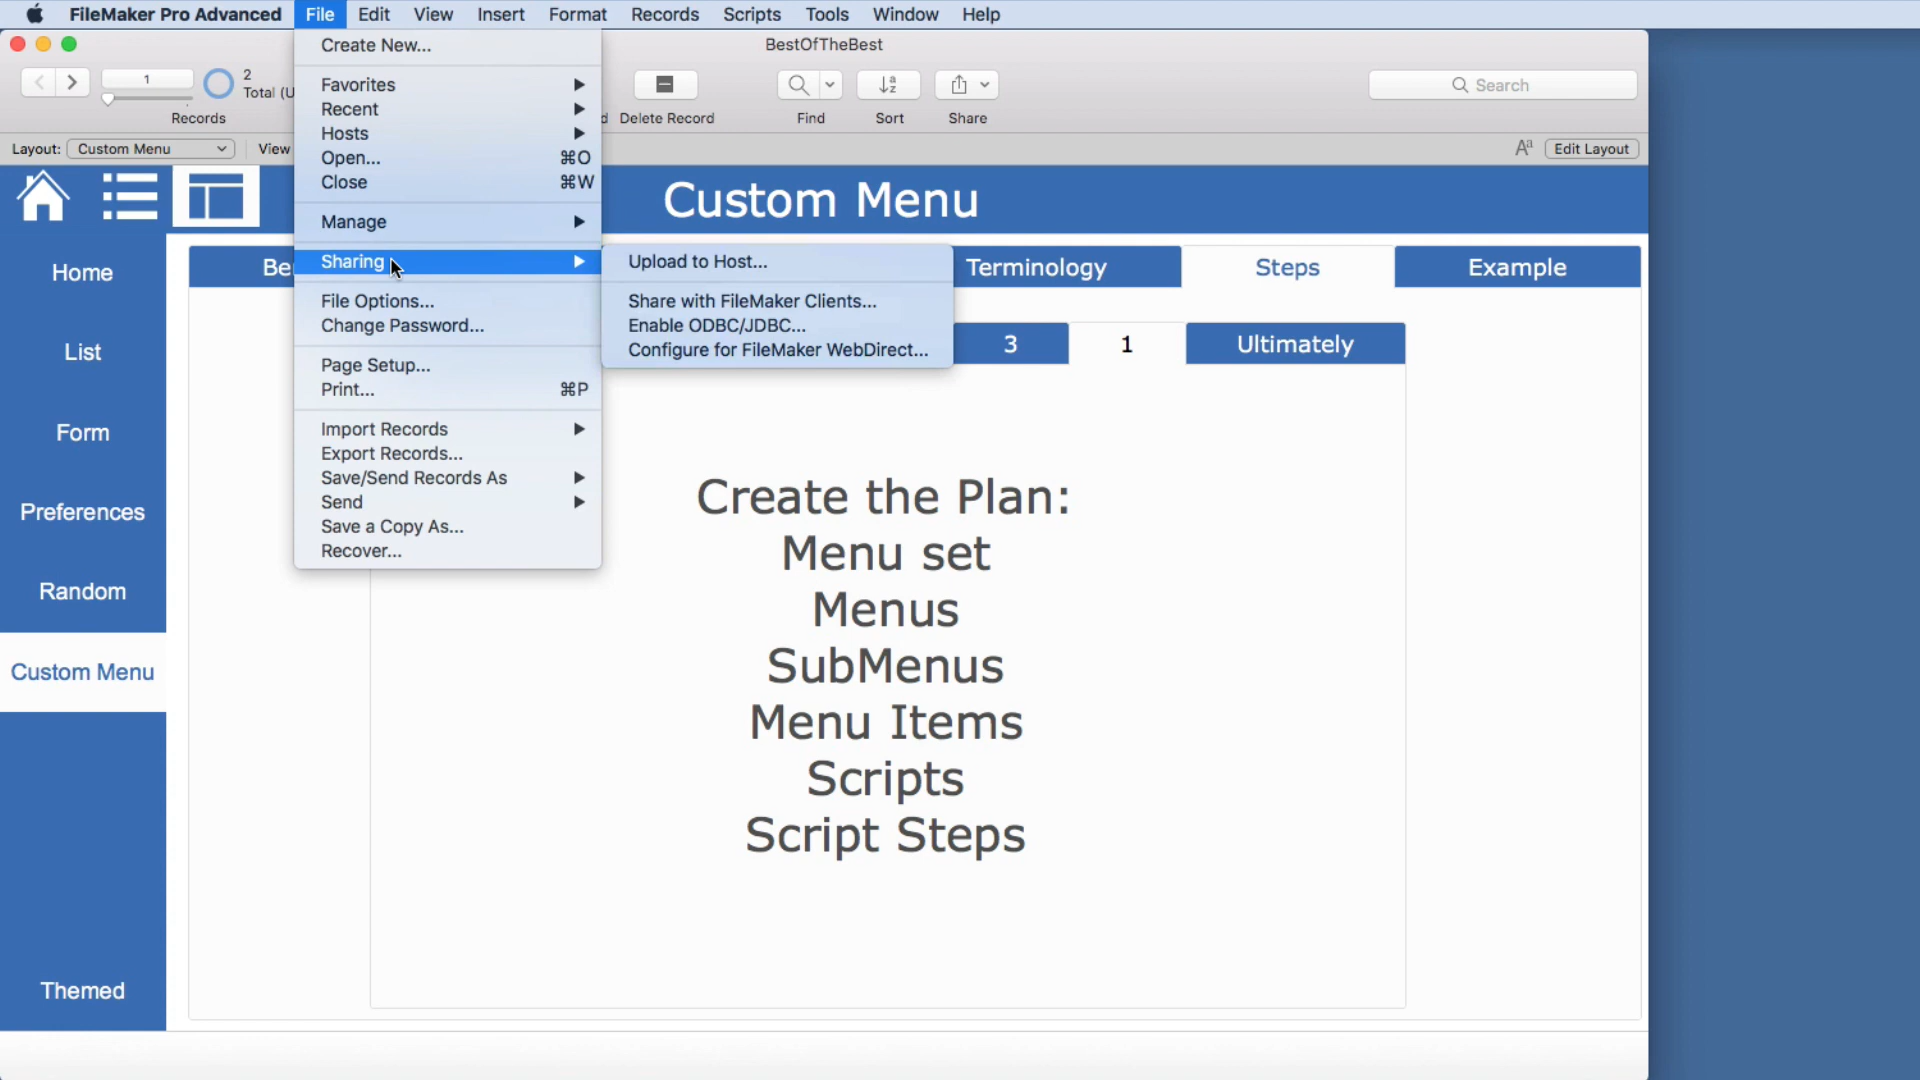 FileMaker Pro Advanced File Edit View Insert Format Records Scripts Tools Window Help
BestOfTheBest
1
2
Total (U
Records
Delete Record
Find
Sort
Share
Search
Layout: Custom Menu View
Edit Layout
Create New...
Favorites
Recent
Hosts
Open... ⌘O
Close ⌘W
Manage
Sharing
File Options...
Change Password...
Page Setup...
Print... ⌘P
Import Records
Export Records...
Save/Send Records As
Send
Save a Copy As...
Recover...
Upload to Host...
Share with FileMaker Clients...
Enable ODBC/JDBC...
Configure for FileMaker WebDirect...
Custom Menu
Home
List
Form
Preferences
Random
Custom Menu
Themed
Terminology
Steps
Example
3
1
Ultimately
Create the Plan:
Menu set
Menus
SubMenus
Menu Items
Scripts
Script Steps